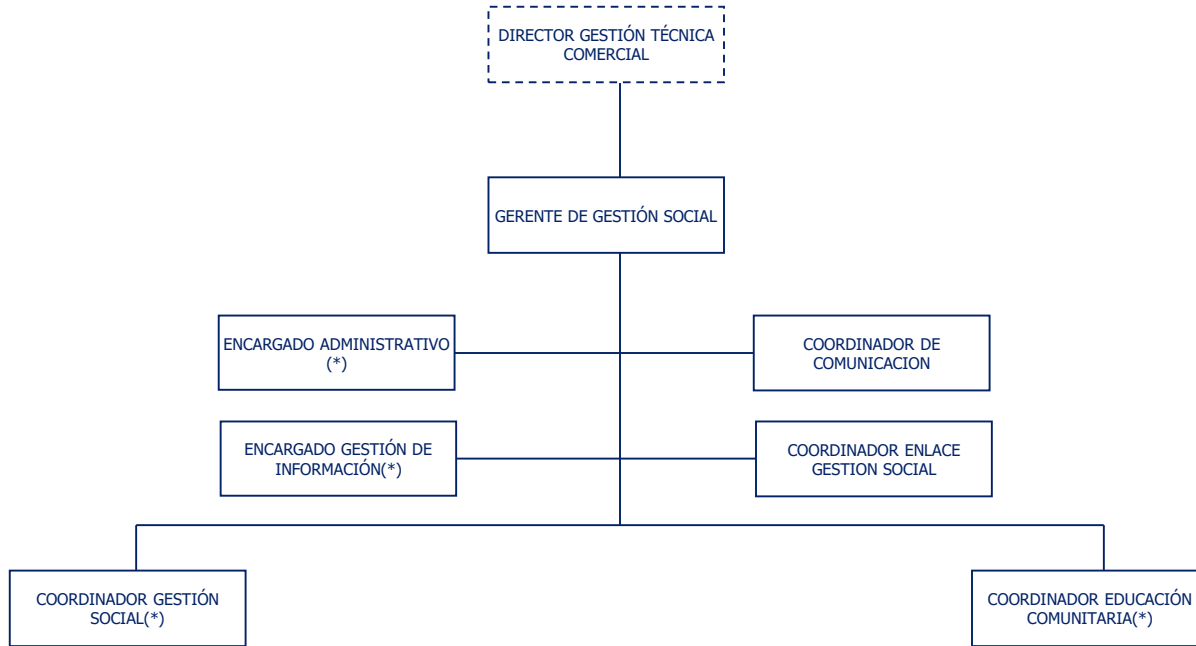 DIRECTOR GESTIÓN TÉCNICA
COMERCIAL
GERENTE DE GESTIÓN SOCIAL
ENCARGADO ADMINISTRATIVO
(*)
COORDINADOR DE
COMUNICACION
ENCARGADO GESTIÓN DE
INFORMACIÓN(*)
COORDINADOR ENLACE
GESTION SOCIAL
COORDINADOR GESTIÓN
SOCIAL(*)
COORDINADOR EDUCACIÓN
COMUNITARIA(*)